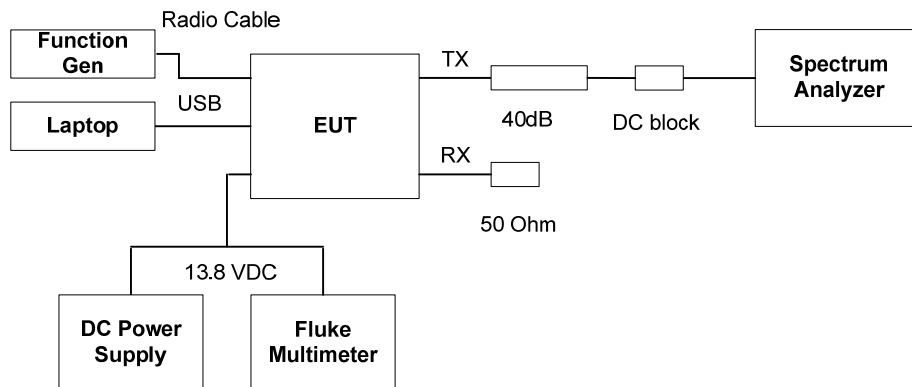 Radio Cable
Function
Gen
TX
Spectrum
Analyzer
USB
Laptop
EUT
40dB
DC block
RX
50 Ohm
13.8 VDC
DC Power
Supply
Fluke
Multimeter